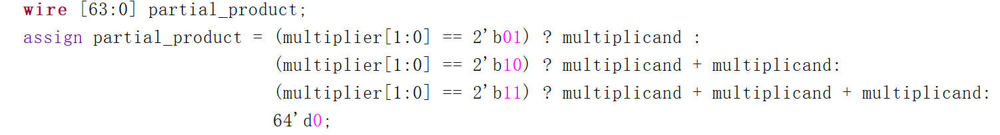 wire [63:0] partial_product;
assign partial_product = (multiplier[1:0] == 2'b01) ? multiplicand :
(multiplier[1:0] == 2'b10) ? multiplicand + multiplicand:
(multiplier[1:0] == 2'b11) ? multiplicand + multiplicand + multiplicand:
64'd0;